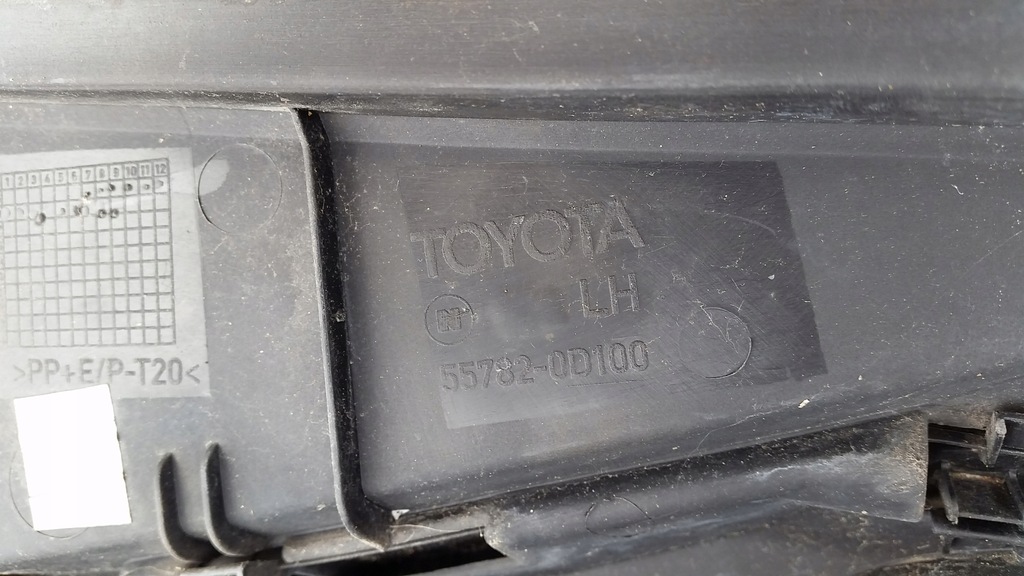 1 2 3 4 5 6 7 8 9 10 11 12
>PP+E/P-T20<
TOYOTA
LH
55782-0D100